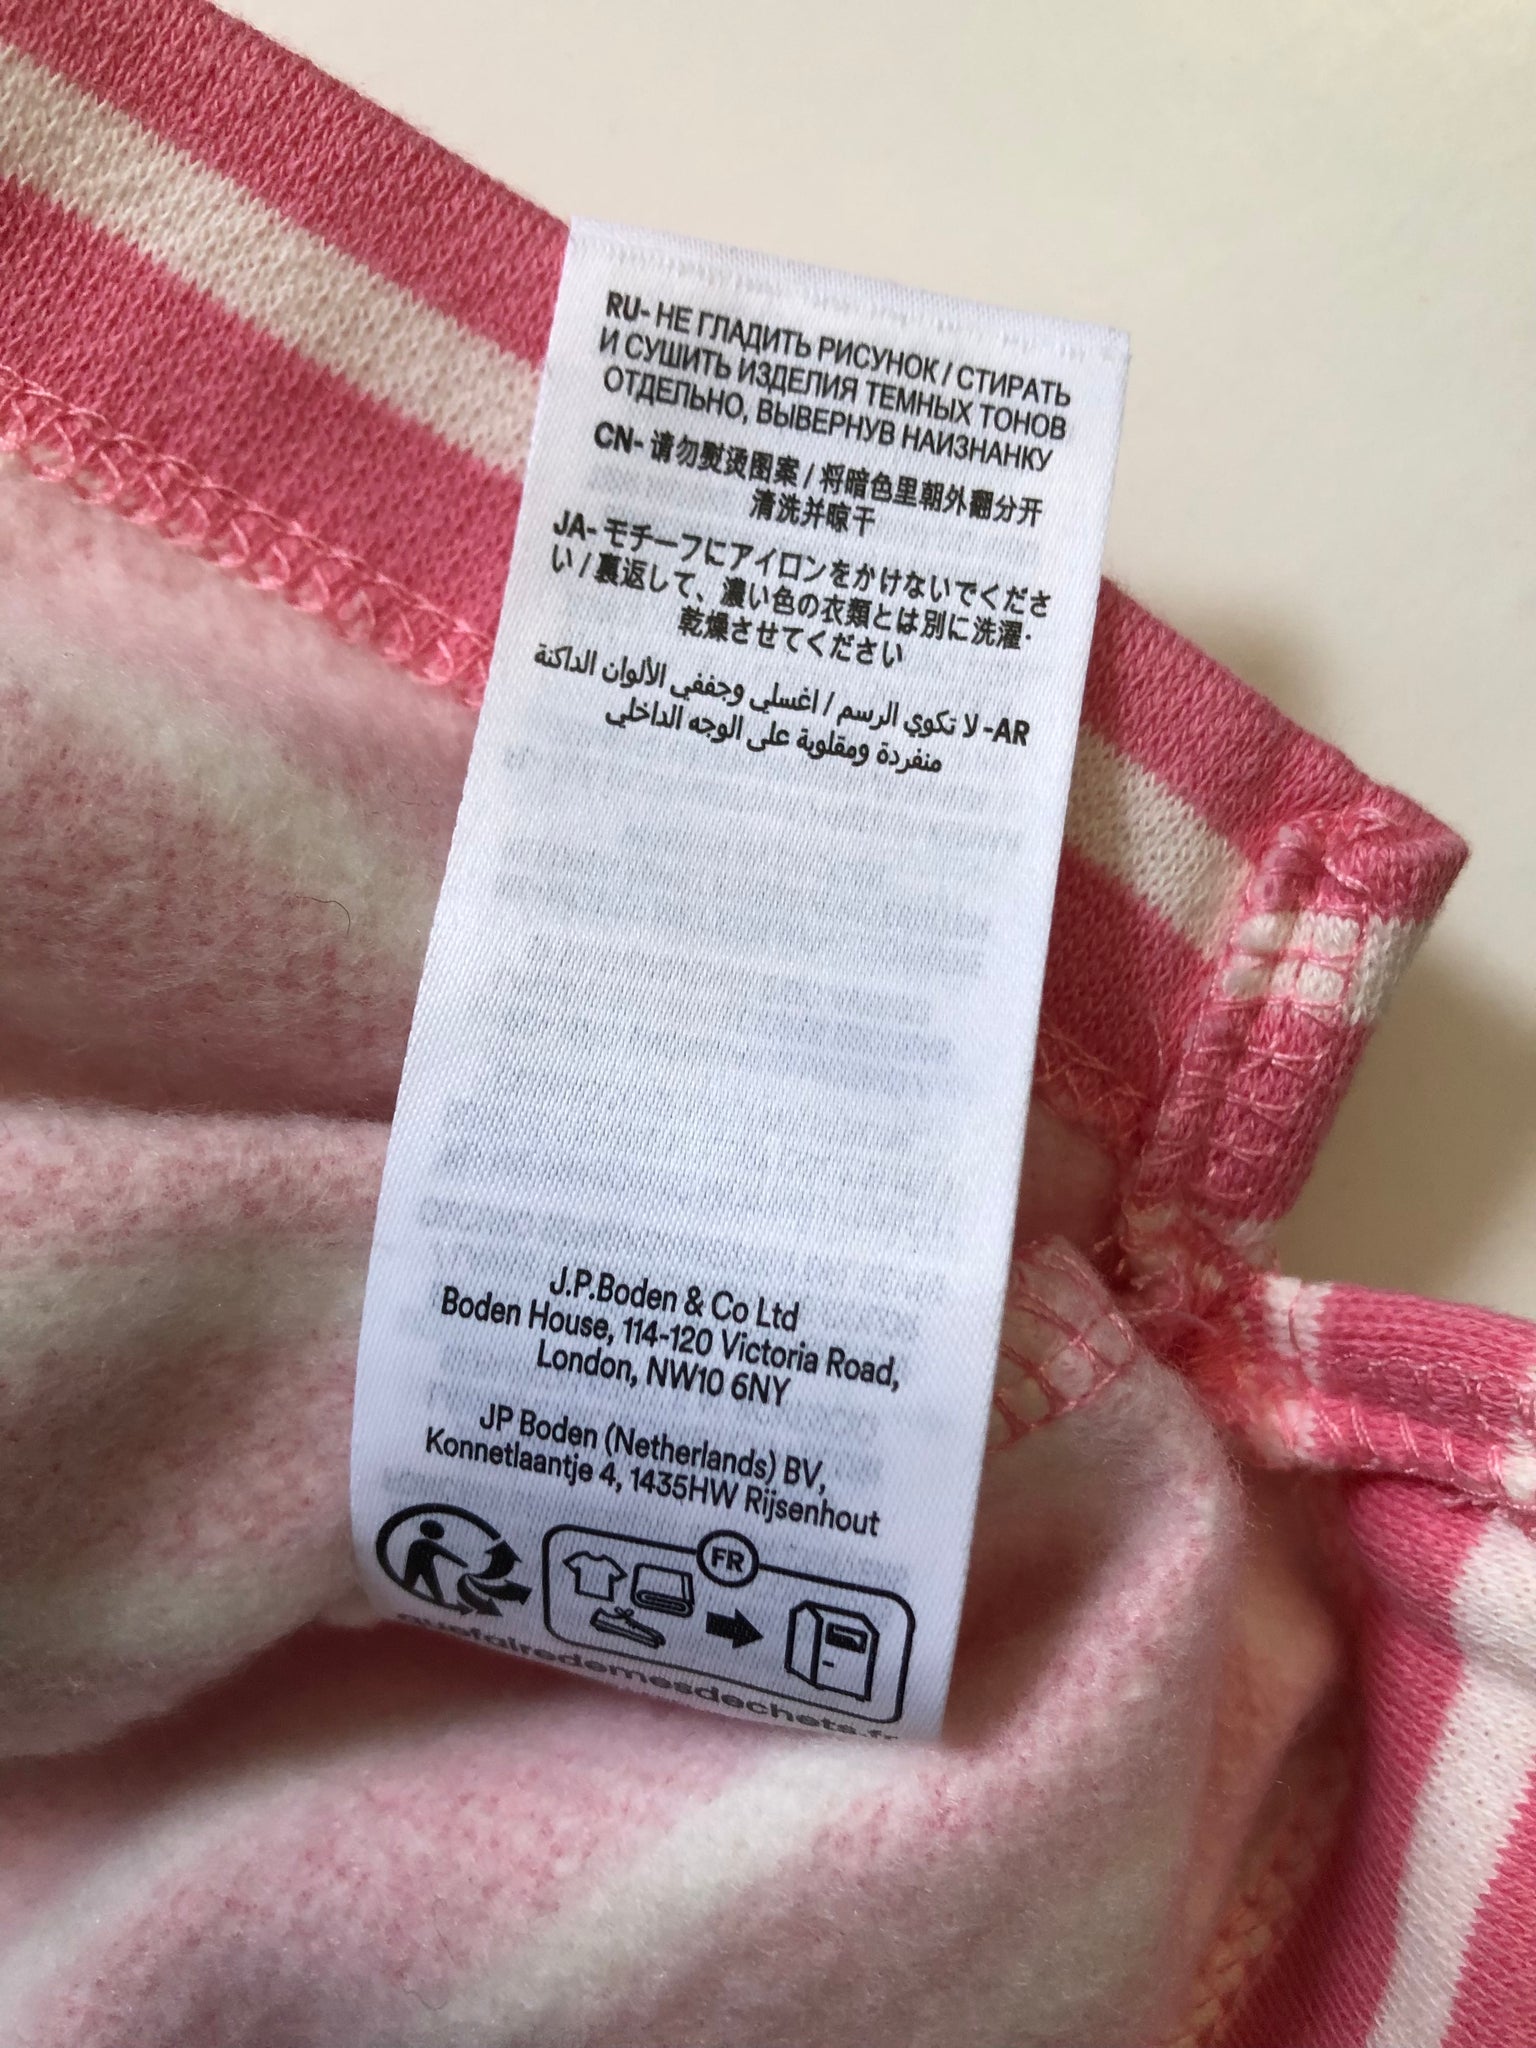 RU- НЕ ГЛАДИТЬ РИСУНОК / СТИРАТЬ
И СУШИТЬ ИЗДЕЛИЯ ТЕМНЫХ ТОНОВ
ОТДЕЛЬНО, ВЫВЕРНУВ НАИЗНАНКУ
CN- 请勿熨烫图案 / 将暗色里朝外翻分开
清洗并晾干
JA- モチーフにアイロンをかけないでくださ
い / 裏返して、濃い色の衣類とは別に洗濯·
乾燥させてください
AR- لا تكوي الرسم / اغسلي وجففي الألوان الداكنة
منفردة ومقلوبة على الوجه الداخلي
J.P.Boden & Co Ltd
Boden House, 114-120 Victoria Road,
London, NW10 6NY
JP Boden (Netherlands) BV,
Konnetlaantje 4, 1435HW Rijsenhout
FR
quefairedemesdechets.fr